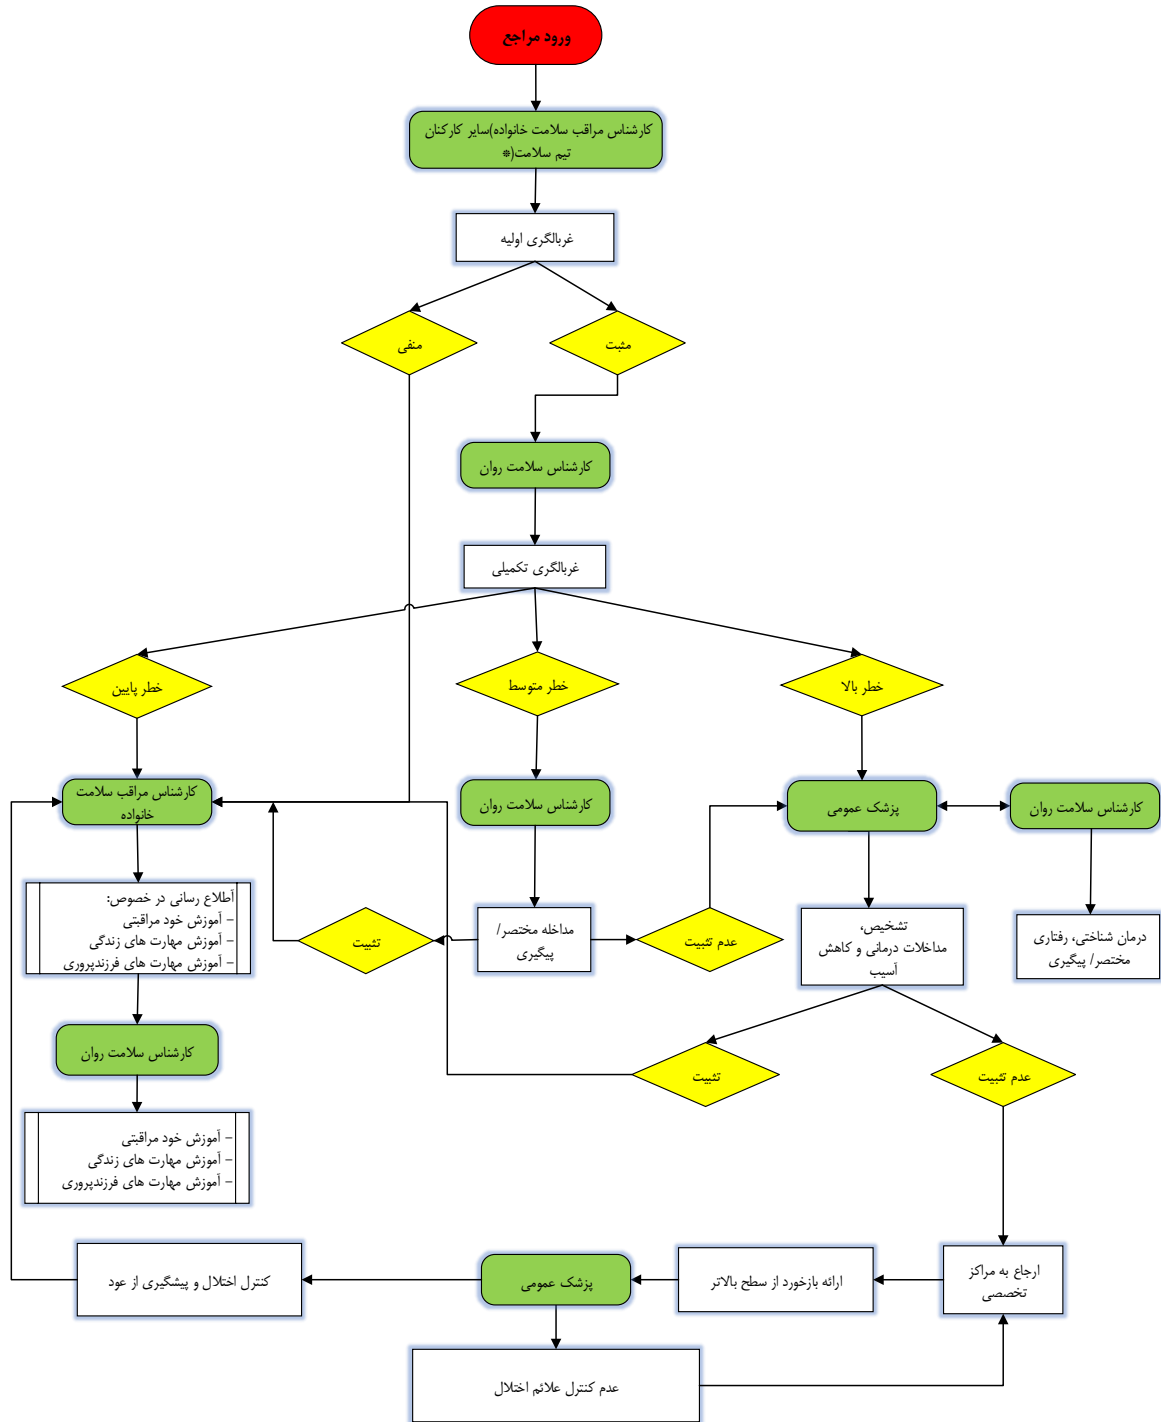 ورود مراجع
کارشناس مراقب سلامت خانواده)سایر کارکنان
تیم سلامت(*
غربالگری اولیه
مثبت
منفی
کارشناس سلامت روان
غربالگری تکمیلی
خطر بالا
خطر متوسط
خطر پایین
کارشناس سلامت روان
پزشک عمومی
کارشناس سلامت روان
کارشناس مراقب سلامت
خانواده
درمان شناختی، رفتاری
مختصر/ پیگیری
تشخیص،
مداخلات درمانی و کاهش
آسیب
عدم تثبیت
مداخله مختصر/
پیگیری
تثبیت
اطلاع رسانی در خصوص:
- آموزش خود مراقبتی
- آموزش مهارت های زندگی
- آموزش مهارت های فرزندپروری
کارشناس سلامت روان
عدم تثبیت
تثبیت
- آموزش خود مراقبتی
- آموزش مهارت های زندگی
- آموزش مهارت های فرزندپروری
ارجاع به مراکز
تخصصی
ارائه بازخورد از سطح بالاتر
پزشک عمومی
کنترل اختلال و پیشگیری از عود
عدم کنترل علائم اختلال